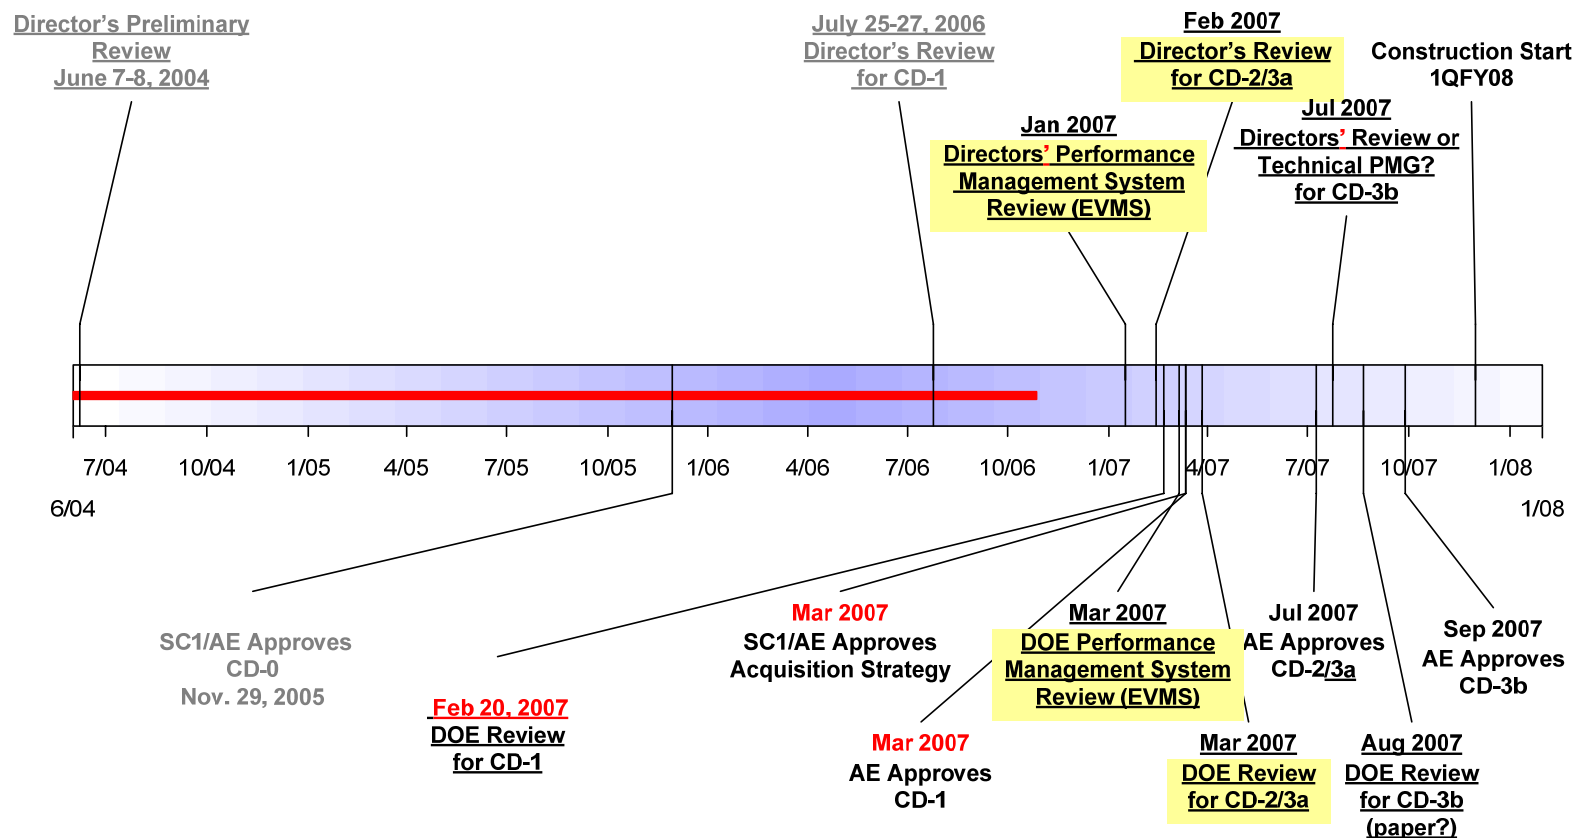 Director’s Preliminary
Review
June 7-8, 2004
July 25-27, 2006
Director’s Review
for CD-1
Jan 2007
Directors’ Performance
Management System
Review (EVMS)
Feb 2007
Director’s Review
for CD-2/3a
Jul 2007
Directors’ Review or
Technical PMG?
for CD-3b
Construction Start
1QFY08
7/04
10/04
1/05
4/05
7/05
10/05
1/06
4/06
7/06
10/06
1/07
4/07
7/07
10/07
1/08
6/04
1/08
SC1/AE Approves
CD-0
Nov. 29, 2005
Feb 20, 2007
DOE Review
for CD-1
Mar 2007
SC1/AE Approves
Acquisition Strategy
Mar 2007
AE Approves
CD-1
Mar 2007
DOE Performance
Management System
Review (EVMS)
Mar 2007
DOE Review
for CD-2/3a
Jul 2007
AE Approves
CD-2/3a
Aug 2007
DOE Review
for CD-3b
(paper?)
Sep 2007
AE Approves
CD-3b